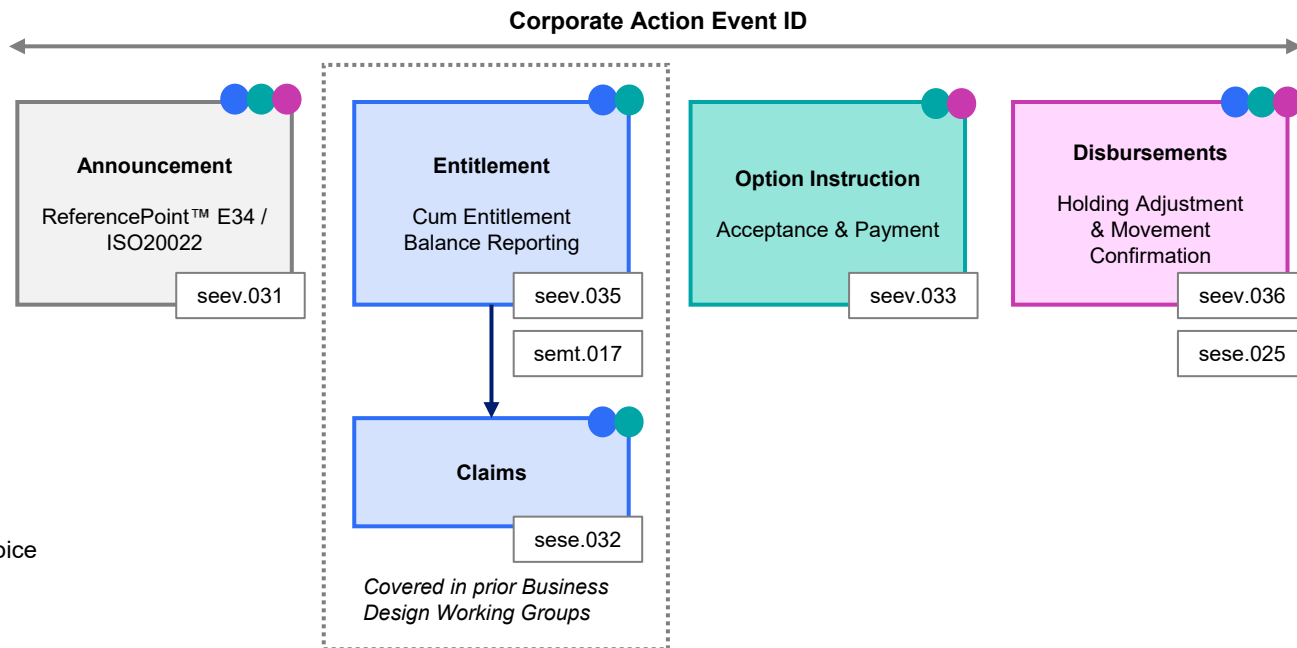 Corporate Action Event ID
Announcement
ReferencePoint™ E34 /
ISO20022
seev.031
Entitlement
Cum Entitlement
Balance Reporting
seev.035
semt.017
Claims
sese.032
Covered in prior Business
Design Working Groups
Option Instruction
Acceptance & Payment
seev.033
Disbursements
Holding Adjustment
& Movement
Confirmation
seev.036
sese.025